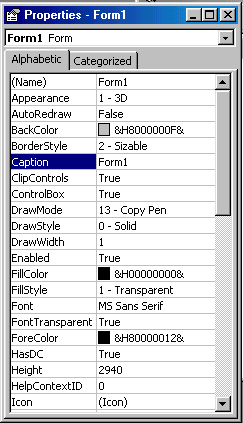 Properties - Form1
Form1 Form
Alphabetic Categorized
(Name) Form1
Appearance 1 - 3D
AutoRedraw False
BackColor &H8000000F&
BorderStyle 2 - Sizable
Caption Form1
ClipControls True
ControlBox True
DrawMode 13 - Copy Pen
DrawStyle 0 - Solid
DrawWidth 1
Enabled True
FillColor &H00000000&
FillStyle 1 - Transparent
Font MS Sans Serif
FontTransparent True
ForeColor &H80000012&
HasDC True
Height 2940
HelpContextID 0
Icon (Icon)